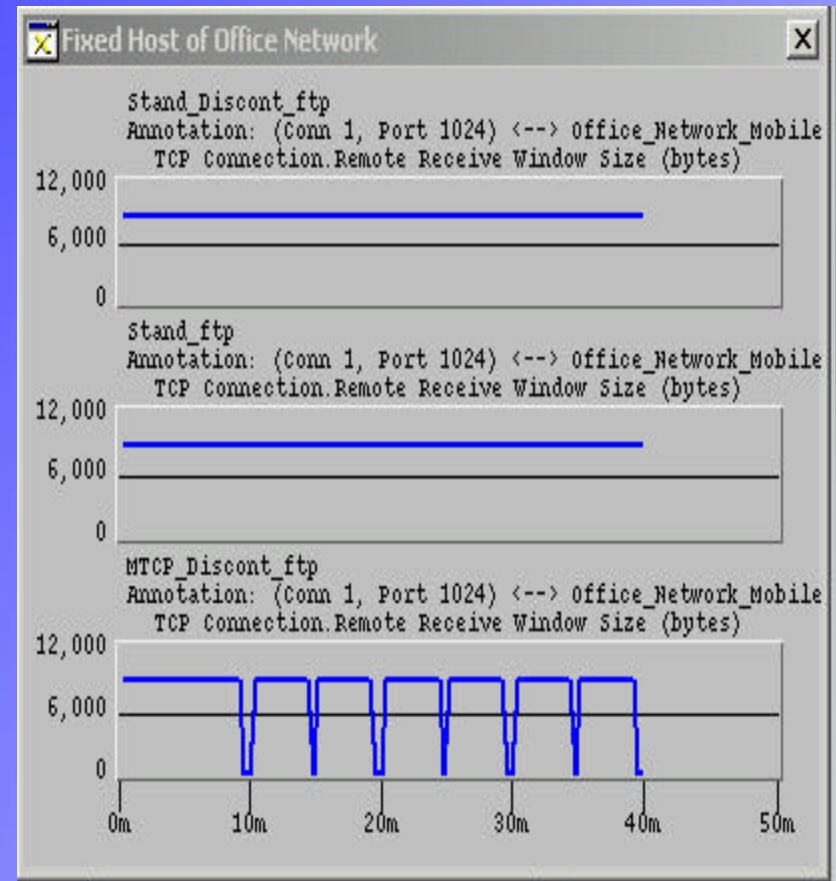 Fixed Host of Office Network
Stand_Discont_ftp
Annotation: (Conn 1, Port 1024) <--> Office_Network_Mobile
TCP Connection.Remote Receive Window Size (bytes)
12,000
6,000
0
Stand_ftp
Annotation: (Conn 1, Port 1024) <--> Office_Network_Mobile
TCP Connection.Remote Receive Window Size (bytes)
12,000
6,000
0
MTCP_Discont_ftp
Annotation: (Conn 1, Port 1024) <--> Office_Network_Mobile
TCP Connection.Remote Receive Window Size (bytes)
12,000
6,000
0
0m 10m 20m 30m 40m 50m